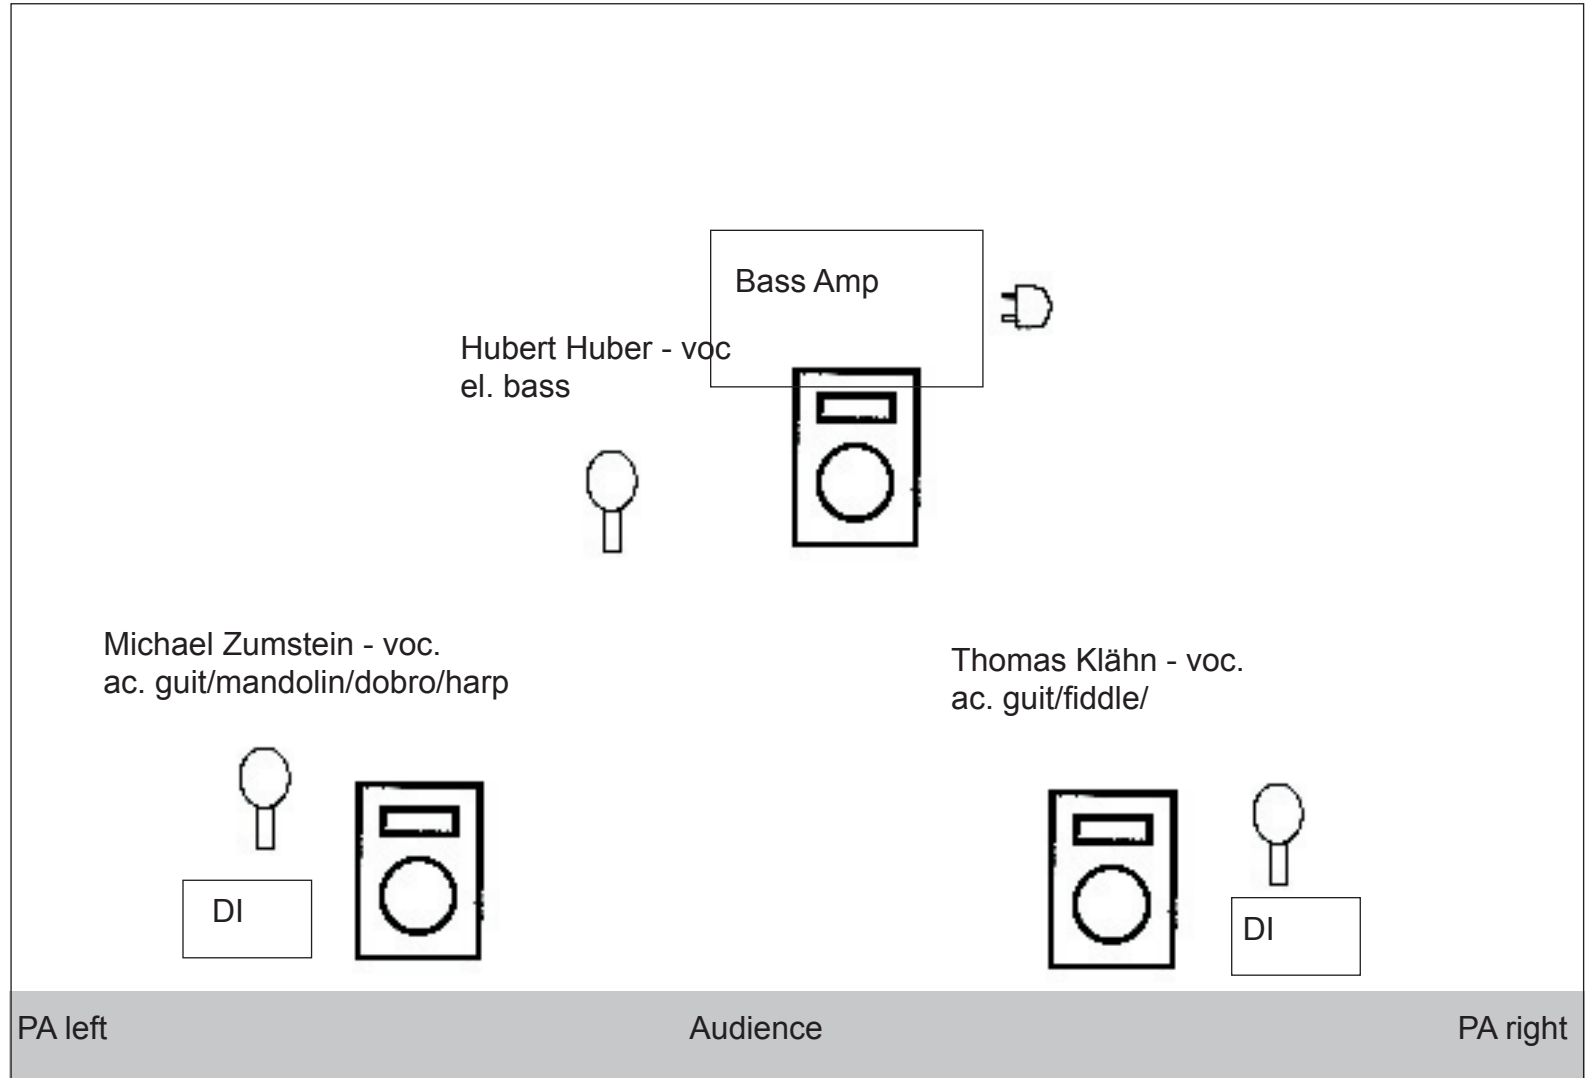 Bass Amp
Hubert Huber - voc
el. bass
Michael Zumstein - voc.
ac. guit/mandolin/dobro/harp
Thomas Klähn - voc.
ac. guit/fiddle/
DI
DI
PA left
Audience
PA right